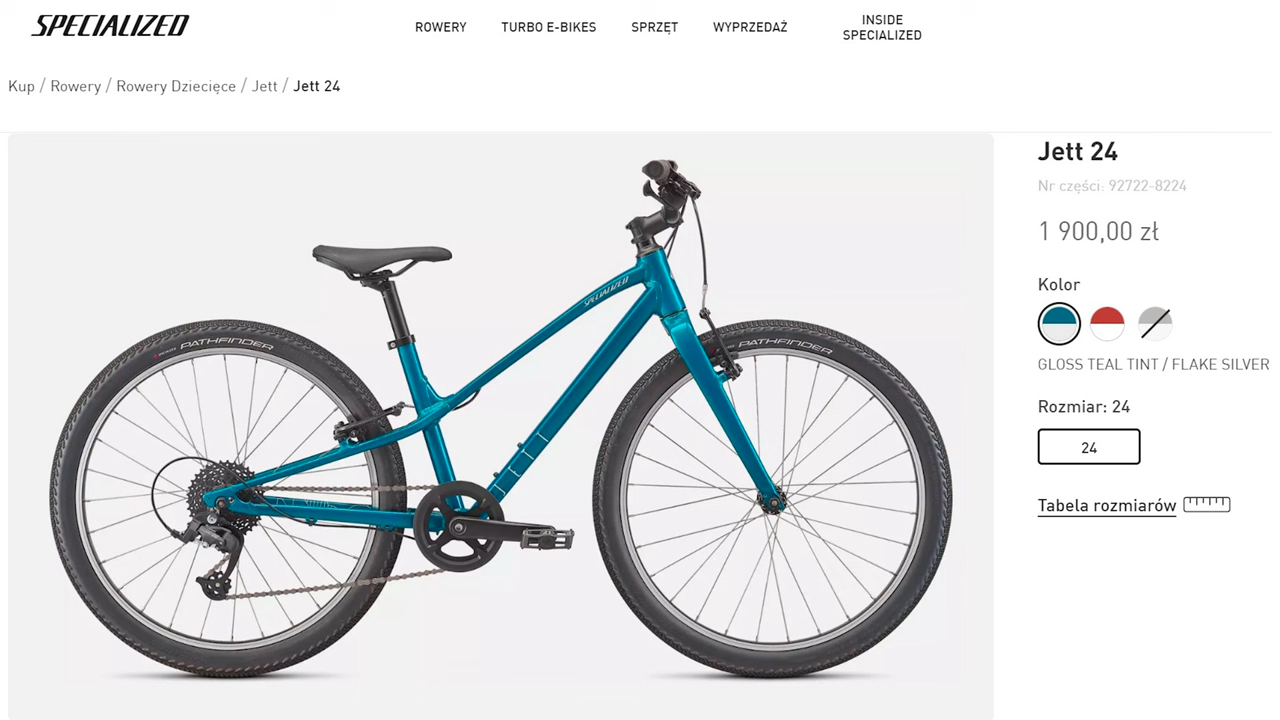 SPECIALIZED
ROWERY TURBO E-BIKES SPRZĘT WYPRZEDAŻ INSIDE SPECIALIZED
Kup / Rowery / Rowery Dziecięce / Jett / Jett 24
Jett 24
Nr części: 92722-8224
1 900,00 zł
Kolor
GLOSS TEAL TINT / FLAKE SILVER
Rozmiar: 24
24
Tabela rozmiarów
SPECIALIZED
PATHFINDER
PATHFINDER